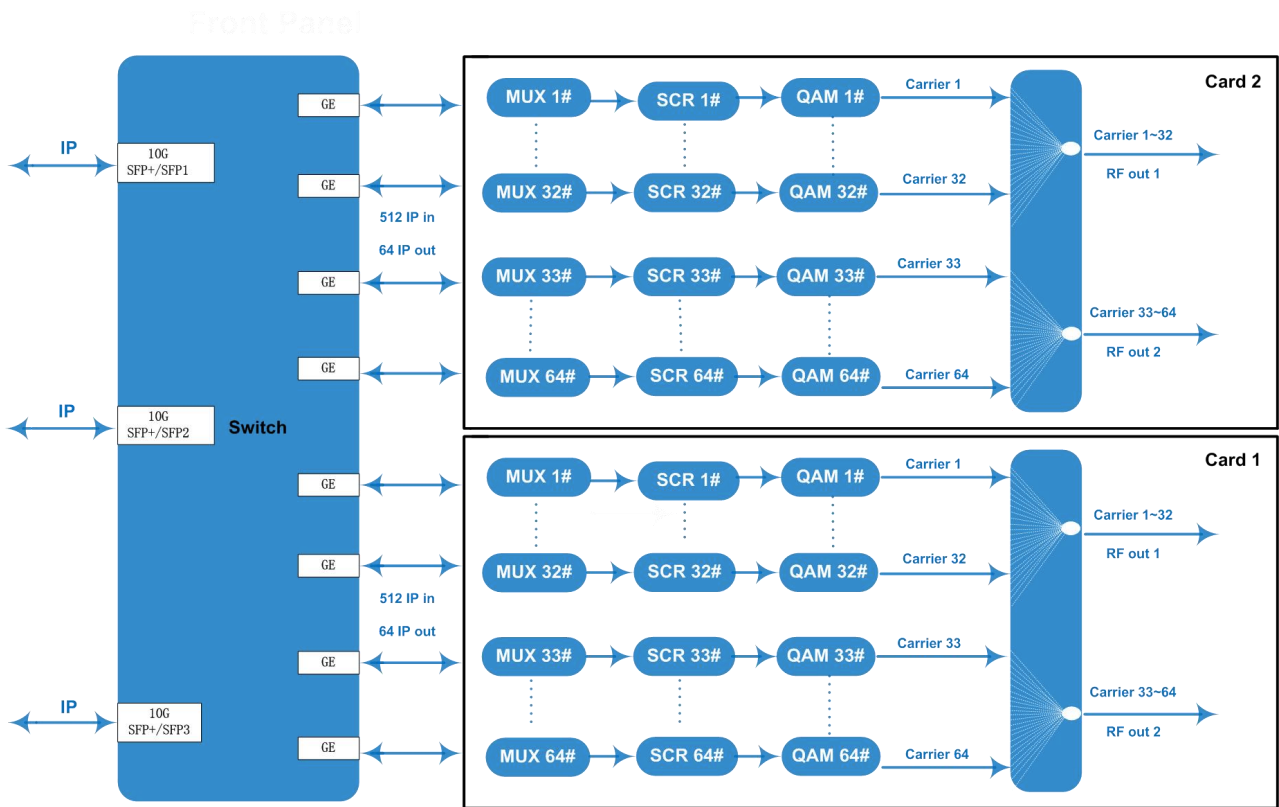 Front Panel
Card 2
GE
MUX 1#
SCR 1#
QAM 1#
Carrier 1
IP
10G
SFP+/SFP1
Carrier 1~32
RF out 1
GE
MUX 32#
SCR 32#
QAM 32#
Carrier 32
512 IP in
64 IP out
GE
MUX 33#
SCR 33#
QAM 33#
Carrier 33
Carrier 33~64
RF out 2
GE
MUX 64#
SCR 64#
QAM 64#
Carrier 64
IP
10G
SFP+/SFP2
Switch
Card 1
GE
MUX 1#
SCR 1#
QAM 1#
Carrier 1
Carrier 1~32
RF out 1
GE
MUX 32#
SCR 32#
QAM 32#
Carrier 32
512 IP in
64 IP out
GE
MUX 33#
SCR 33#
QAM 33#
Carrier 33
Carrier 33~64
RF out 2
IP
10G
SFP+/SFP3
GE
MUX 64#
SCR 64#
QAM 64#
Carrier 64